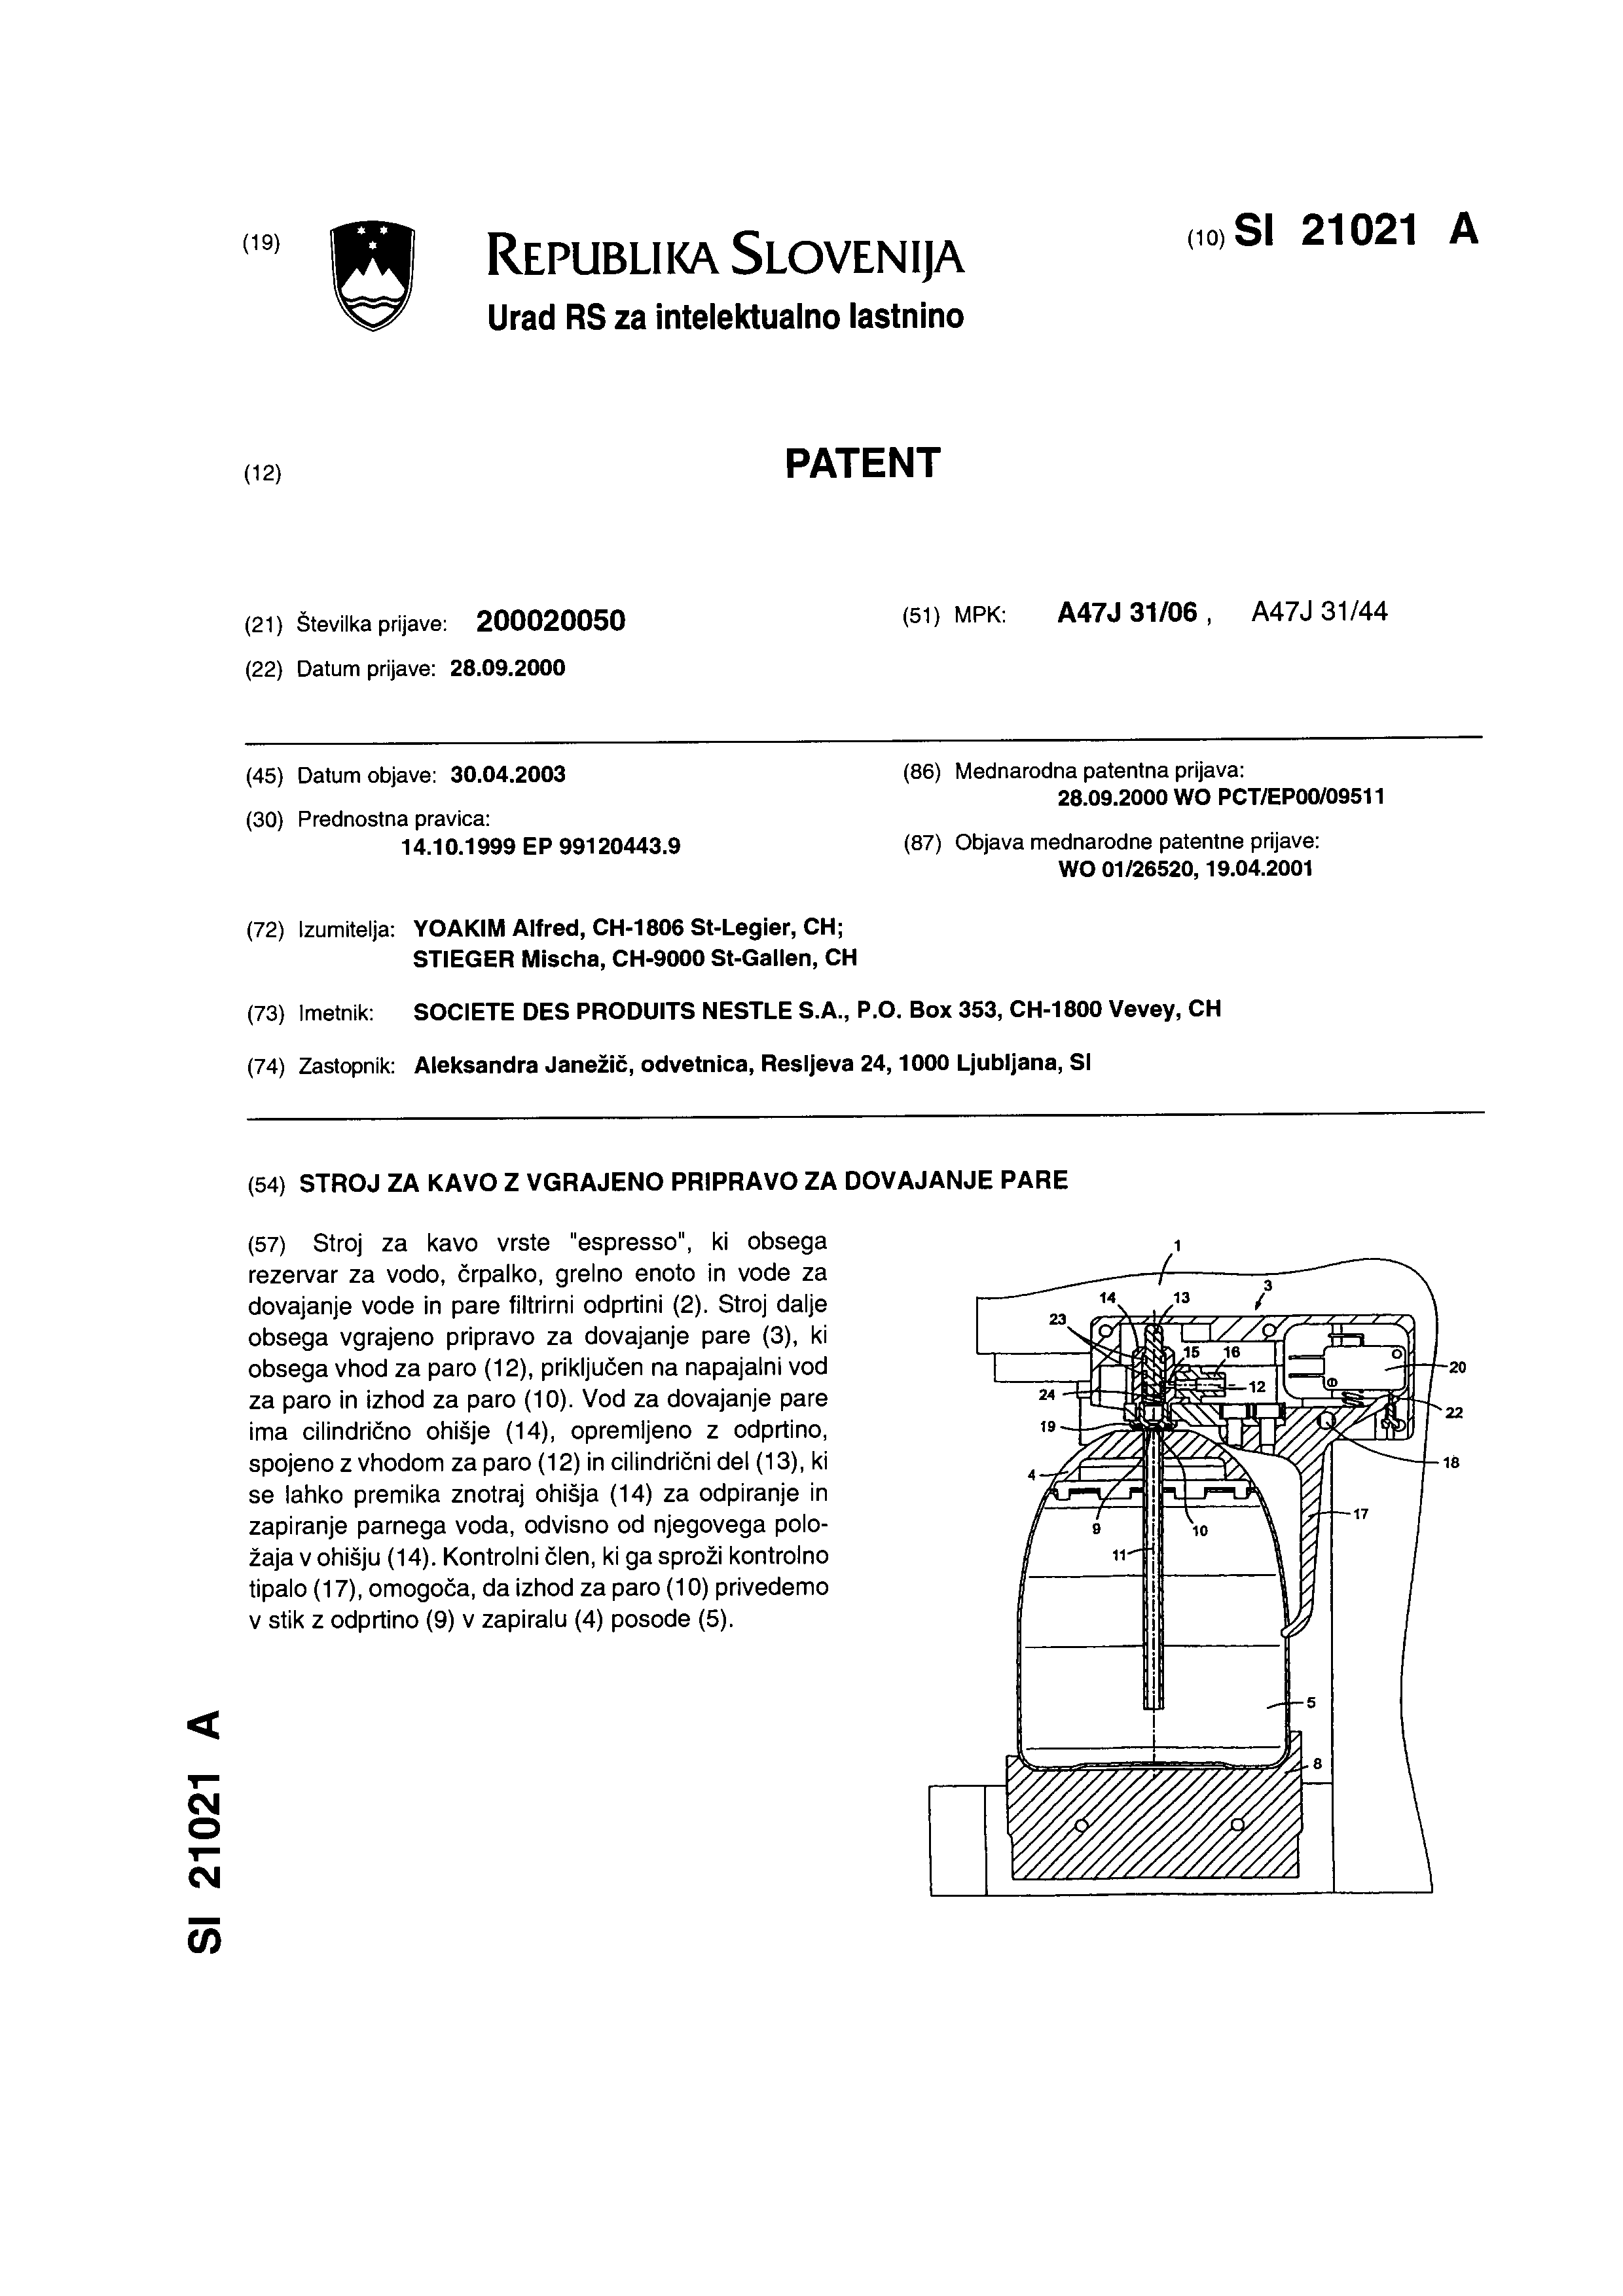 (19)
REPUBLIKA SLOVENIJA
Urad RS za intelektualno lastnino
(10) SI 21021 A
(12)
PATENT
(21) Številka prijave: 200020050
(22) Datum prijave: 28.09.2000
(51) MPK: A47J 31/06 , A47J 31/44
(45) Datum objave: 30.04.2003
(30) Prednostna pravica:
14.10.1999 EP 99120443.9
(86) Mednarodna patentna prijava:
28.09.2000 WO PCT/EP00/09511
(87) Objava mednarodne patentne prijave:
WO 01/26520, 19.04.2001
(72) Izumitelja: YOAKIM Alfred, CH-1806 St-Legier, CH;
STIEGER Mischa, CH-9000 St-Gallen, CH
(73) Imetnik: SOCIETE DES PRODUITS NESTLE S.A., P.O. Box 353, CH-1800 Vevey, CH
(74) Zastopnik: Aleksandra Janežič, odvetnica, Resljeva 24, 1000 Ljubljana, SI
(54) STROJ ZA KAVO Z VGRAJENO PRIPRAVO ZA DOVAJANJE PARE
(57) Stroj za kavo vrste "espresso", ki obsega
rezervar za vodo, črpalko, grelno enoto in vode za
dovajanje vode in pare filtrirni odprtini (2). Stroj dalje
obsega vgrajeno pripravo za dovajanje pare (3), ki
obsega vhod za paro (12), priključen na napajalni vod
za paro in izhod za paro (10). Vod za dovajanje pare
ima cilindrično ohišje (14), opremljeno z odprtino,
spojeno z vhodom za paro (12) in cilindrični del (13), ki
se lahko premika znotraj ohišja (14) za odpiranje in
zapiranje parnega voda, odvisno od njegovega polo-
žaja v ohišju (14). Kontrolni člen, ki ga sproži kontrolno
tipalo (17), omogoča, da izhod za paro (10) privedemo
v stik z odprtino (9) v zapiralu (4) posode (5).
1
3
14
13
23
15
16
20
12
24
22
19
18
4
17
9
10
11
5
8
SI 21021 A